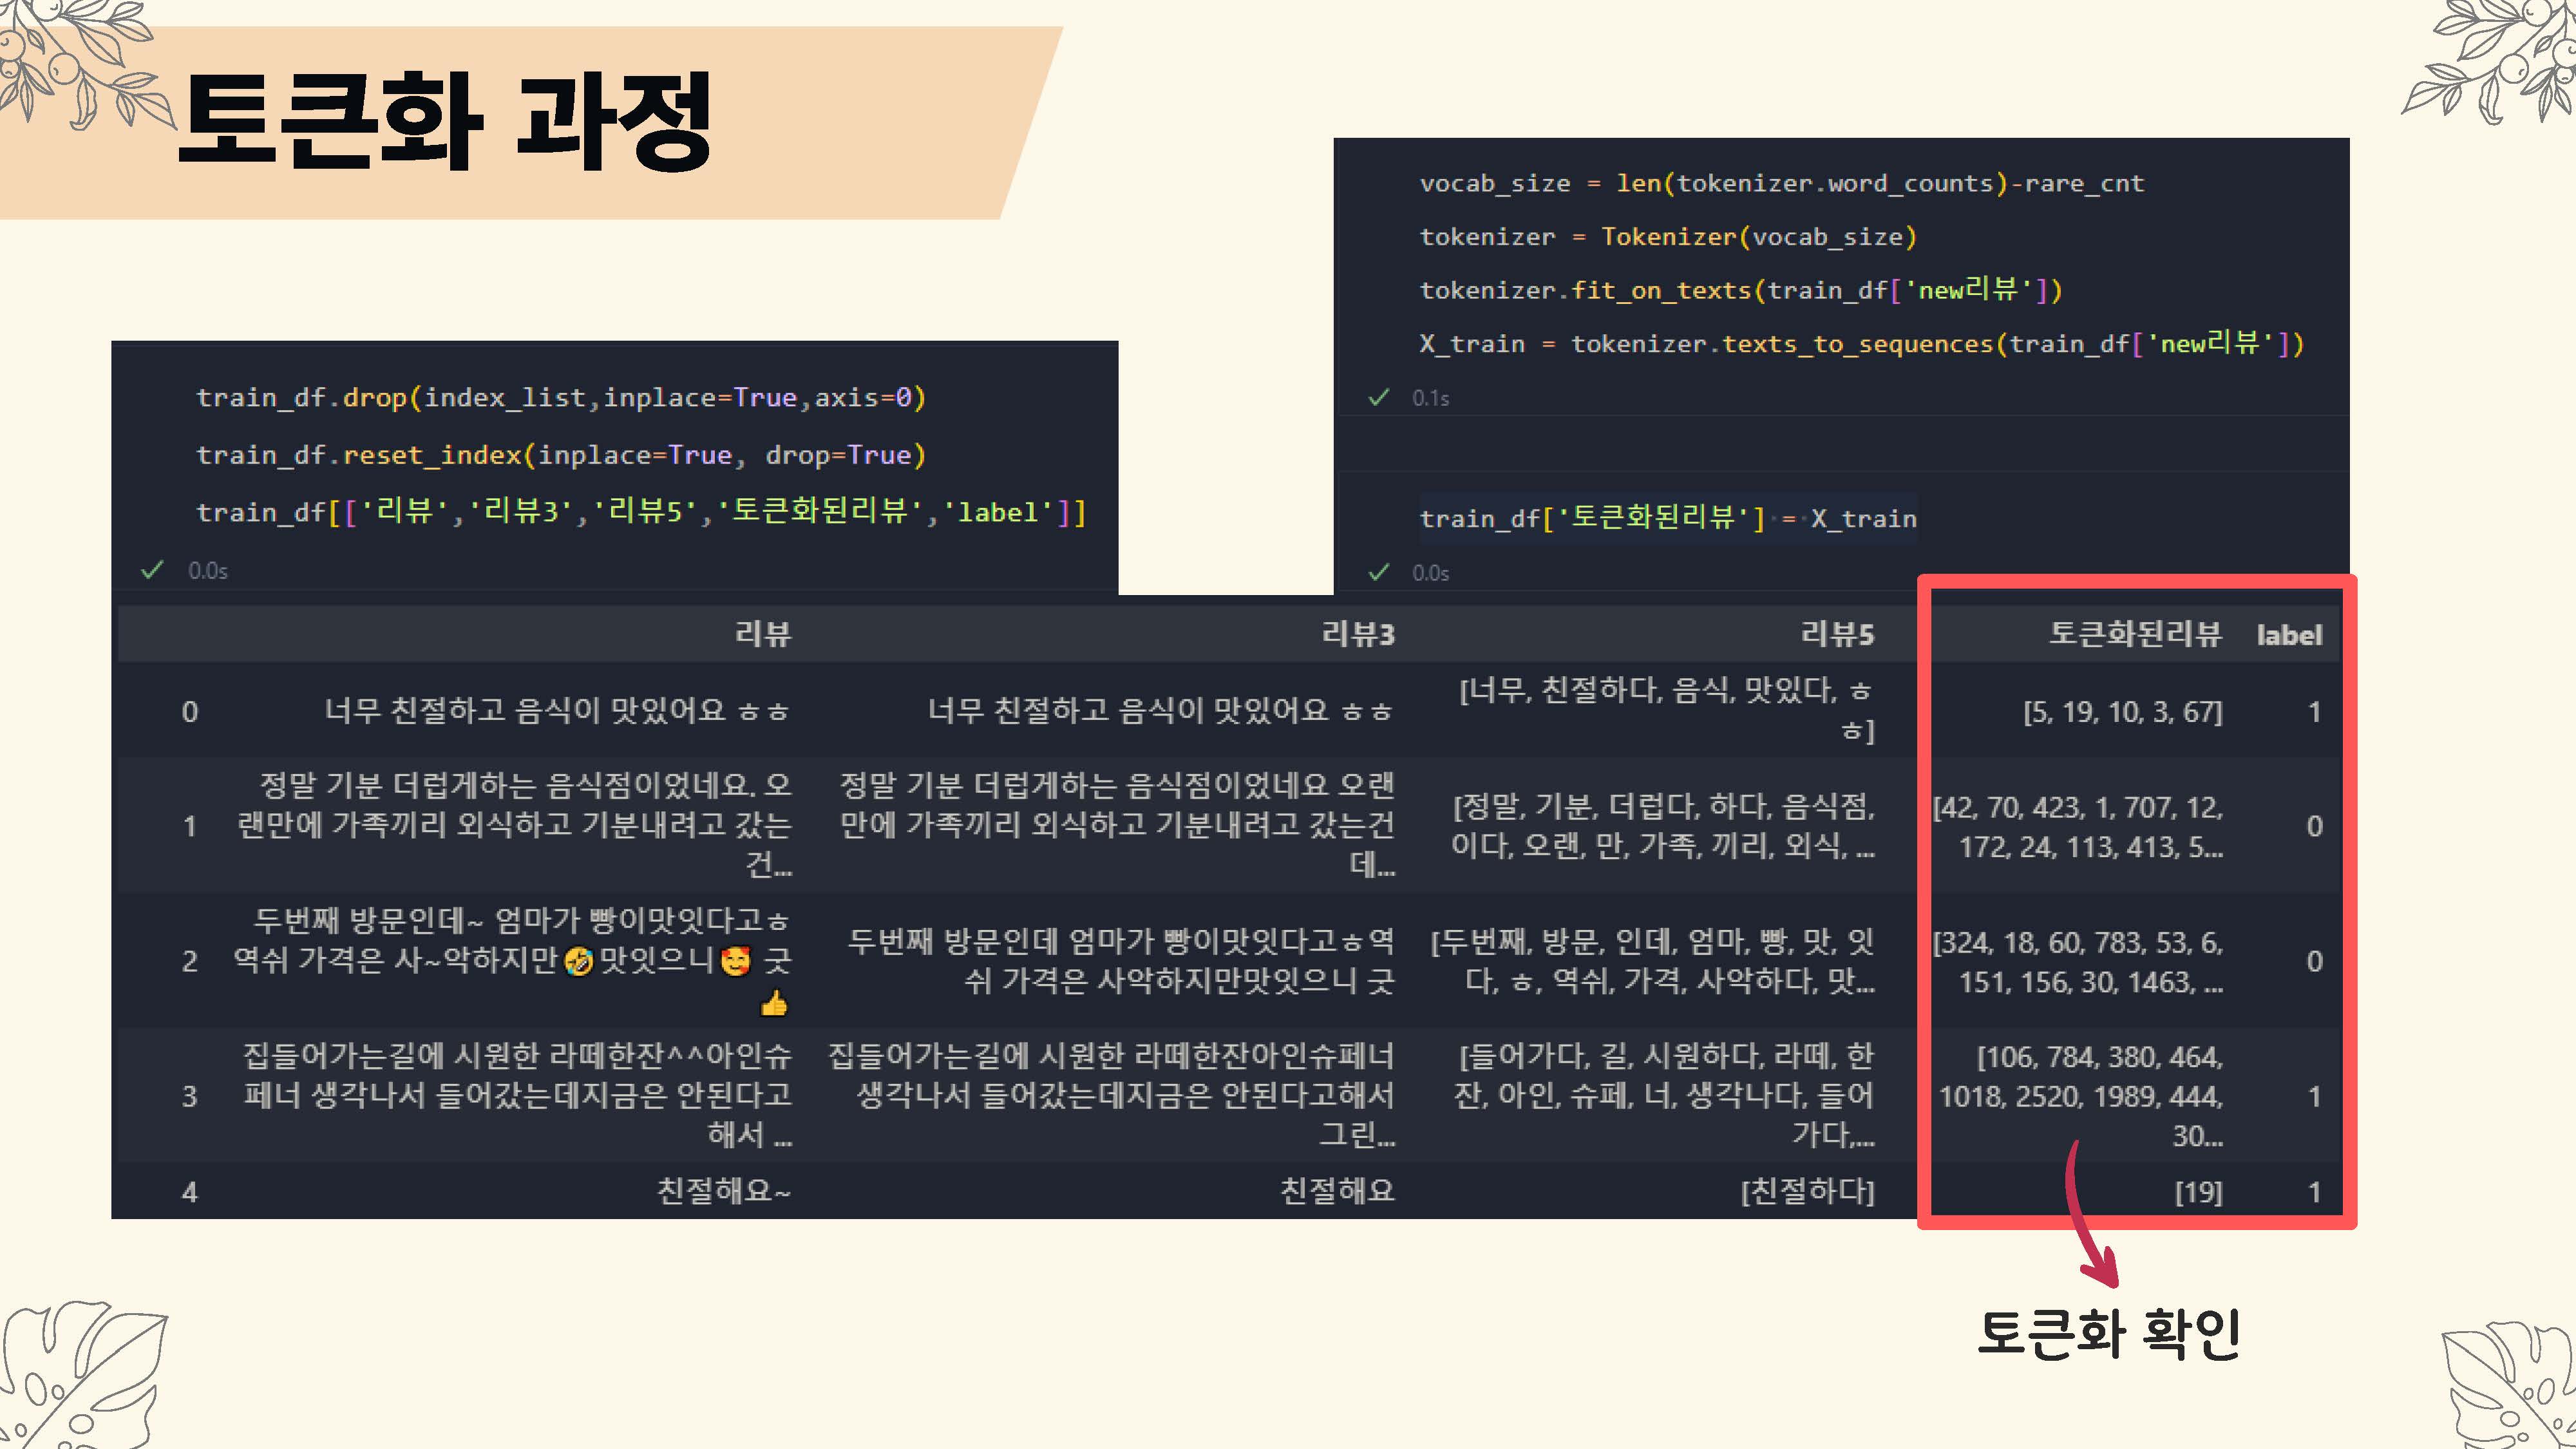 토큰화 과정
vocab_size = len(tokenizer.word_counts)-rare_cnt
tokenizer = Tokenizer(vocab_size)
tokenizer.fit_on_texts(train_df['new리뷰'])
X_train = tokenizer.texts_to_sequences(train_df['new리뷰'])
✓ 0.1s
train_df['토큰화된리뷰'] = X_train
✓ 0.0s
train_df.drop(index_list,inplace=True,axis=0)
train_df.reset_index(inplace=True, drop=True)
train_df[['리뷰','리뷰3','리뷰5','토큰화된리뷰','label']]
✓ 0.0s
리뷰 리뷰3 리뷰5 토큰화된리뷰 label
0
너무 친절하고 음식이 맛있어요 ㅎㅎ
너무 친절하고 음식이 맛있어요 ㅎㅎ
[너무, 친절하다, 음식, 맛있다, ㅎ
ㅎ]
[5, 19, 10, 3, 67]
1
1
정말 기분 더럽게하는 음식점이었네요. 오
랜만에 가족끼리 외식하고 기분내려고 갔는
건...
정말 기분 더럽게하는 음식점이었네요 오랜
만에 가족끼리 외식하고 기분내려고 갔는건
데...
[정말, 기분, 더럽다, 하다, 음식점,
이다, 오랜, 만, 가족, 끼리, 외식, ...
[42, 70, 423, 1, 707, 12,
172, 24, 113, 413, 5...
0
2
두번째 방문인데~ 엄마가 빵이맛잇다고ㅎ
역쉬 가격은 사~악하지만🤣맛잇으니🥰 굿
👍
두번째 방문인데 엄마가 빵이맛잇다고ㅎ역
쉬 가격은 사악하지만맛잇으니 굿
[두번째, 방문, 인데, 엄마, 빵, 맛, 잇
다, ㅎ, 역쉬, 가격, 사악하다, 맛...
[324, 18, 60, 783, 53, 6,
151, 156, 30, 1463, ...
0
3
집들어가는길에 시원한 라떼한잔^^아인슈
페너 생각나서 들어갔는데지금은 안된다고
해서 ...
집들어가는길에 시원한 라떼한잔아인슈페너
생각나서 들어갔는데지금은 안된다고해서
그린...
[들어가다, 길, 시원하다, 라떼, 한
잔, 아인, 슈페, 너, 생각나다, 들어
가다,...
[106, 784, 380, 464,
1018, 2520, 1989, 444,
30...
1
4
친절해요~
친절해요
[친절하다]
[19]
1
토큰화 확인